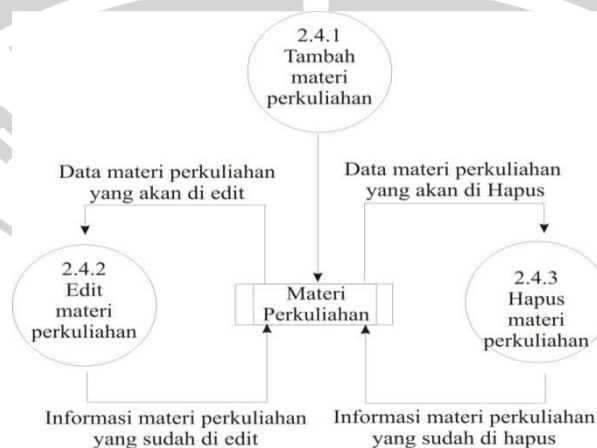 2.4.1
Tambah
materi
perkuliahan
Data materi perkuliahan
yang akan di edit
Data materi perkuliahan
yang akan di Hapus
2.4.2
Edit
materi
perkuliahan
Materi
Perkuliahan
2.4.3
Hapus
materi
perkuliahan
Informasi materi perkuliahan
yang sudah di edit
Informasi materi perkuliahan
yang sudah di hapus